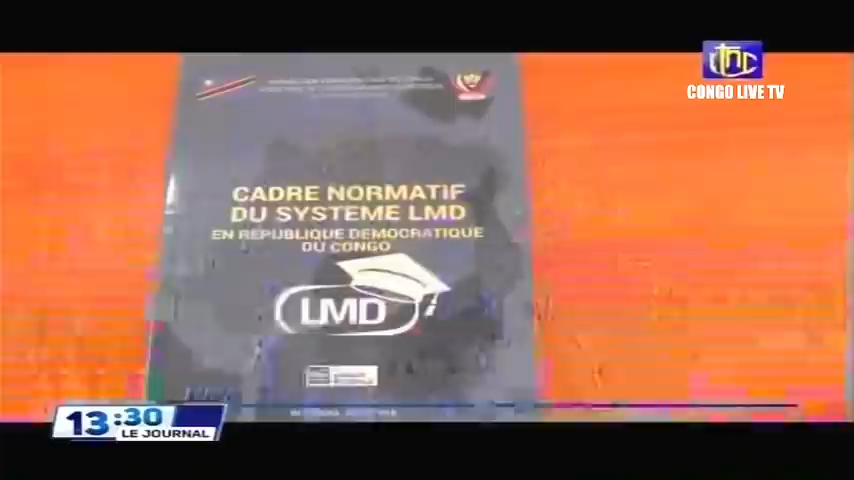 CONGO LIVE TV
CADRE NORMATIF
DU SYSTEME LMD
EN REPUBLIQUE DEMOCRATIQUE
DU CONGO
LMD
13:30
LE JOURNAL